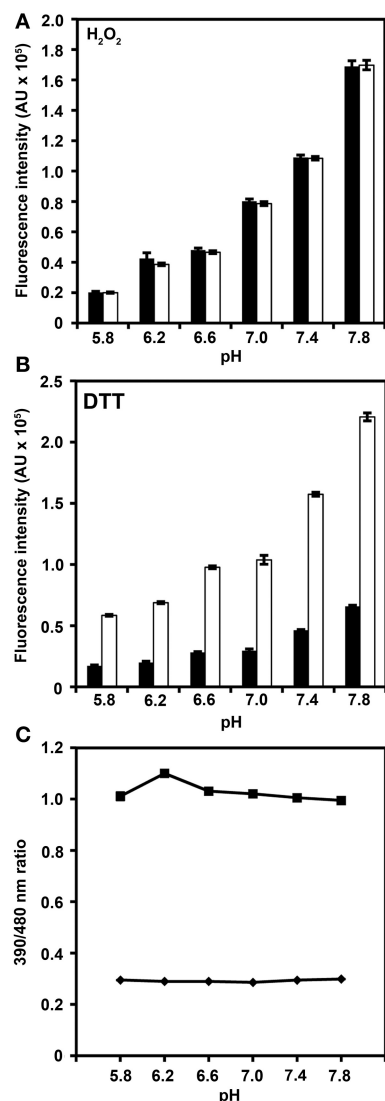 A
H₂O₂
Fluorescence intensity (AU x 10⁵)
2.0
1.8
1.6
1.4
1.2
1.0
0.8
0.6
0.4
0.2
0
5.8 6.2 6.6 7.0 7.4 7.8
pH
B
DTT
Fluorescence intensity (AU x 10⁵)
2.5
2.0
1.5
1.0
0.5
0
5.8 6.2 6.6 7.0 7.4 7.8
pH
C
390/480 nm ratio
1.2
1.0
0.8
0.6
0.4
0.2
0
5.8 6.2 6.6 7.0 7.4 7.8
pH